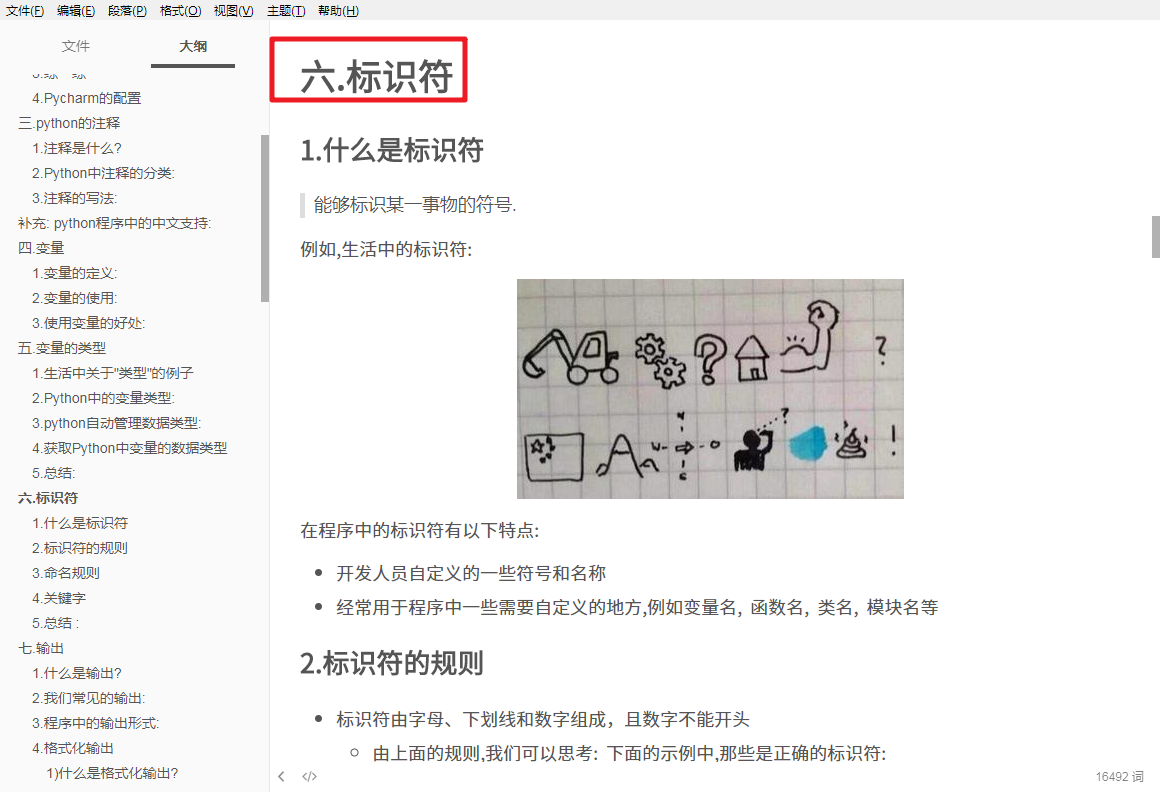 文件(F) 编辑(E) 段落(P) 格式(O) 视图(V) 主题(T) 帮助(H)
文件 大纲
4.Pycharm的配置
三.python的注释
1.注释是什么?
2.Python中注释的分类:
3.注释的写法:
补充: python程序中的中文支持:
四.变量
1.变量的定义:
2.变量的使用:
3.使用变量的好处:
五.变量的类型
1.生活中关于"类型"的例子
2.Python中的变量类型:
3.python自动管理数据类型:
4.获取Python中变量的数据类型
5.总结:
六.标识符
1.什么是标识符
2.标识符的规则
3.命名规则
4.关键字
5.总结 :
七.输出
1.什么是输出?
2.我们常见的输出:
3.程序中的输出形式:
4.格式化输出
1)什么是格式化输出?
六.标识符
1.什么是标识符
能够标识某一事物的符号.
例如,生活中的标识符:
在程序中的标识符有以下特点:
开发人员自定义的一些符号和名称
经常用于程序中一些需要自定义的地方,例如变量名, 函数名, 类名, 模块名等
2.标识符的规则
标识符由字母、下划线和数字组成，且数字不能开头
由上面的规则,我们可以思考: 下面的示例中,那些是正确的标识符:
16492 词